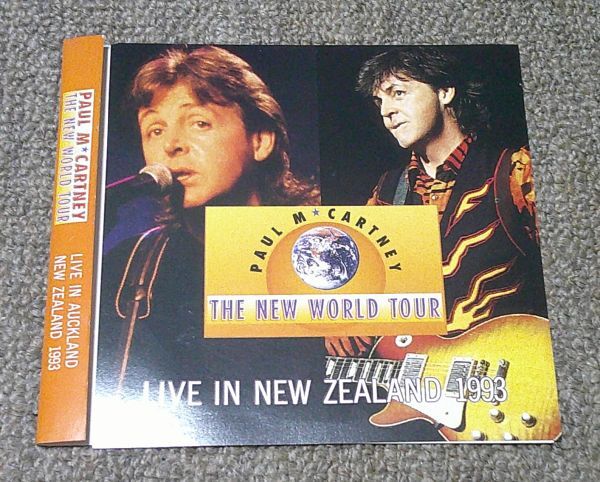 PAUL M★CARTNEY
THE NEW WORLD TOUR
LIVE IN AUCKLAND
NEW ZEALAND 1993
PAUL M★CARTNEY
THE NEW WORLD TOUR
LIVE IN NEW ZEALAND 1993